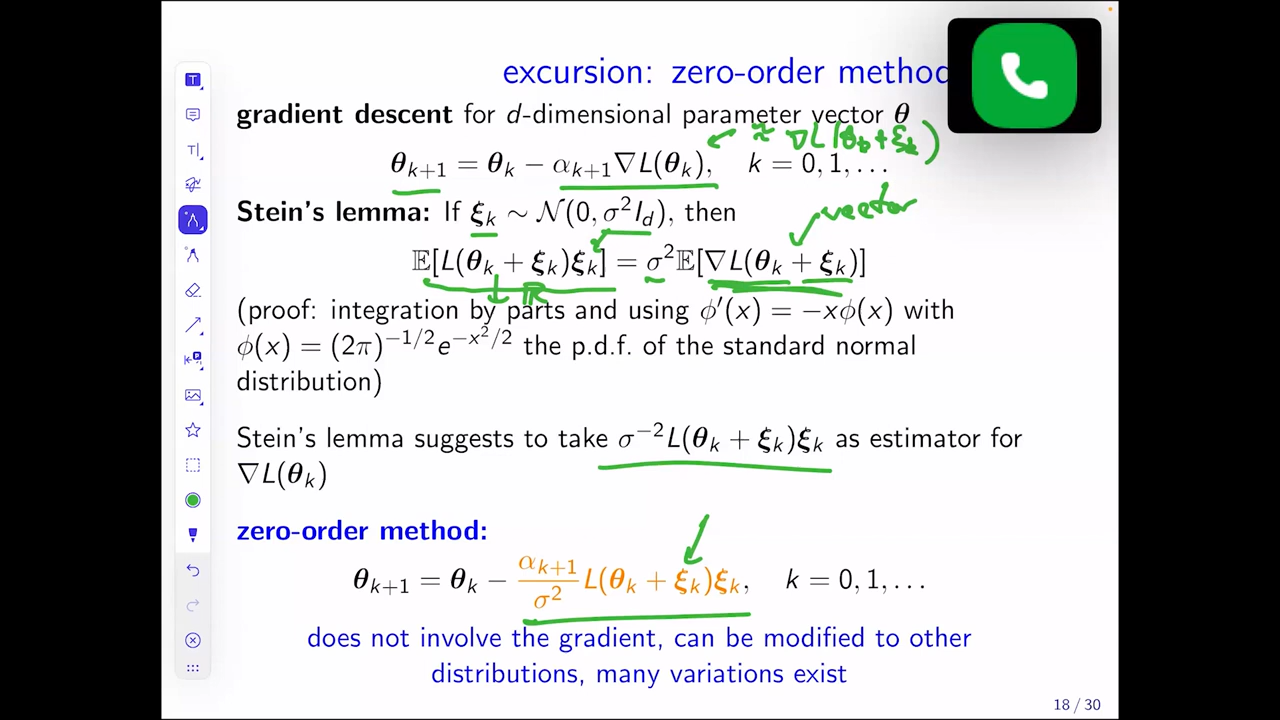 excursion: zero-order method
gradient descent for d-dimensional parameter vector θ
≈ ∇L(θₖ+ξₖ)
θₖ₊₁ = θₖ − αₖ₊₁∇L(θₖ), k = 0, 1, . . .
Stein's lemma: If ξₖ ∼ N(0, σ²I_d), then
vector
𝔼[L(θₖ + ξₖ)ξₖ] = σ²𝔼[∇L(θₖ + ξₖ)]
ℝ
(proof: integration by parts and using ϕ′(x) = −xϕ(x) with
ϕ(x) = (2π)^{−1/2}e^{−x²/2} the p.d.f. of the standard normal
distribution)
Stein's lemma suggests to take σ⁻²L(θₖ + ξₖ)ξₖ as estimator for
∇L(θₖ)
zero-order method:
θₖ₊₁ = θₖ − αₖ₊₁/σ² L(θₖ + ξₖ)ξₖ, k = 0, 1, . . .
does not involve the gradient, can be modified to other
distributions, many variations exist
18 / 30